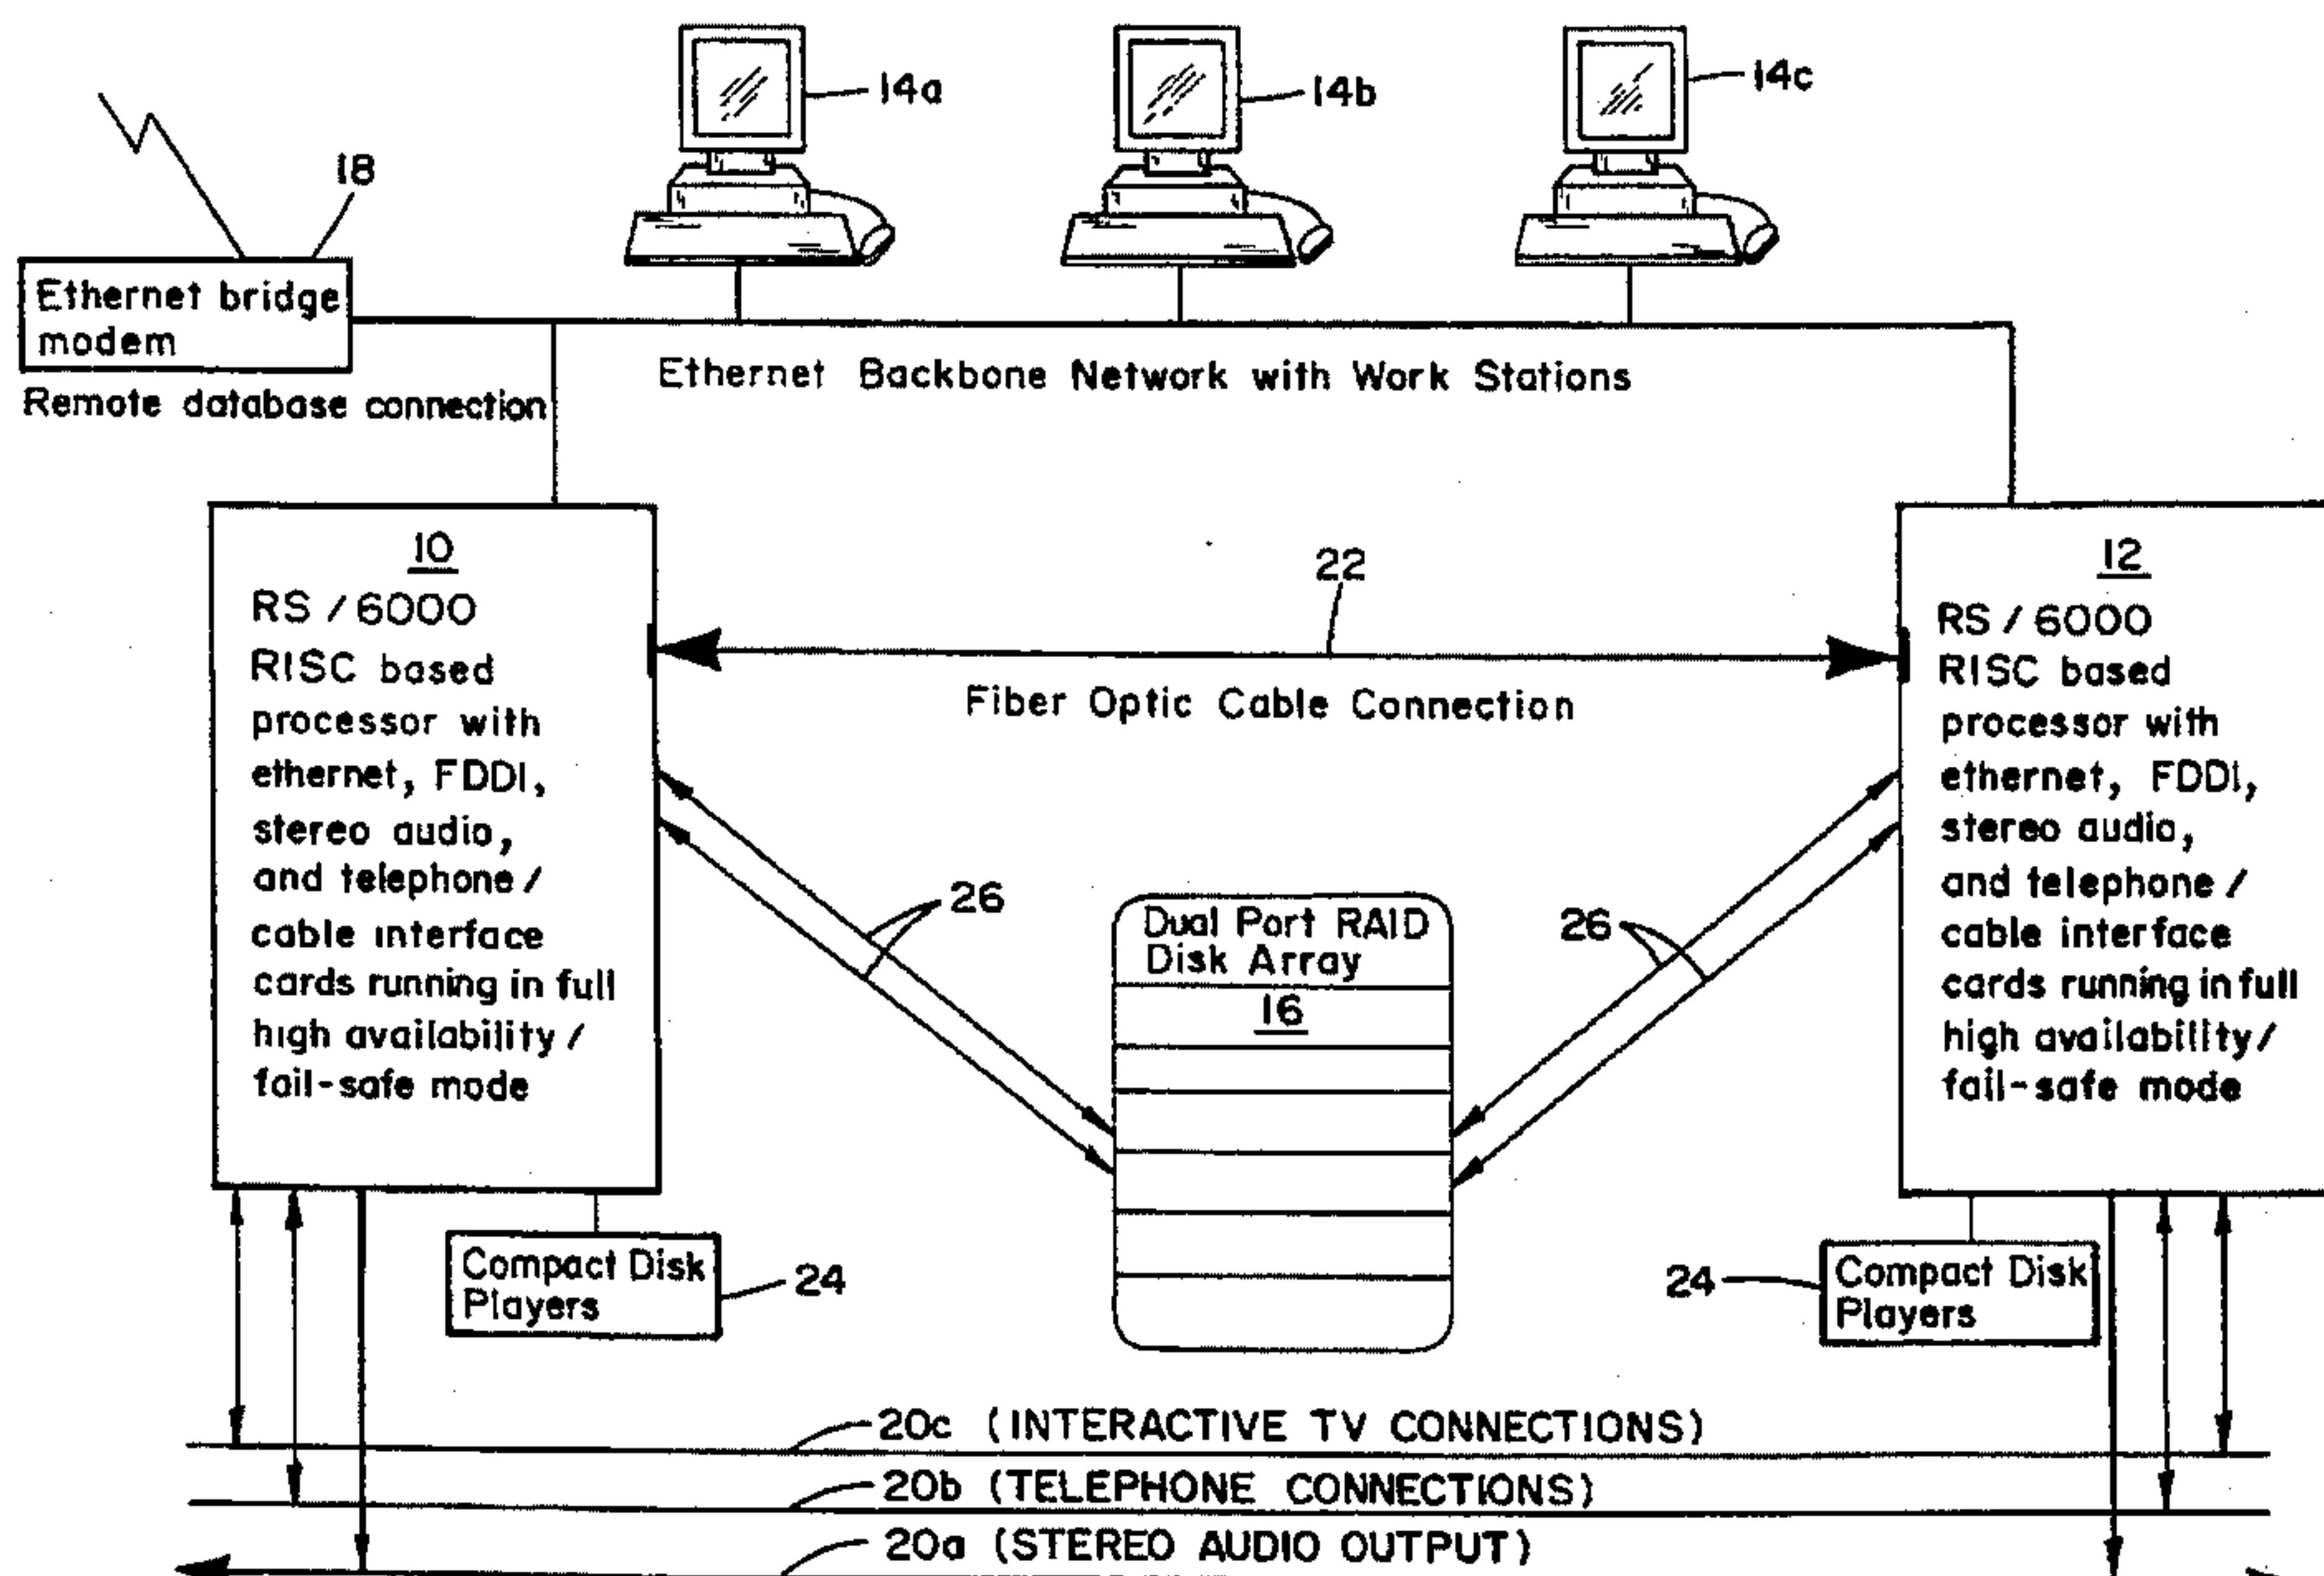 14a
14b
14c
18
Ethernet bridge
modem
Remote database connection
Ethernet Backbone Network with Work Stations
10
RS / 6000
RISC based
processor with
ethernet, FDDI,
stereo audio,
and telephone /
cable interface
cards running in full
high availability /
fail-safe mode
22
Fiber Optic Cable Connection
12
RS / 6000
RISC based
processor with
ethernet, FDDI,
stereo audio,
and telephone /
cable interface
cards running in full
high availability /
fail-safe mode
26
Dual Port RAID
Disk Array
16
26
Compact Disk
Players
24
24
Compact Disk
Players
20c (INTERACTIVE TV CONNECTIONS)
20b (TELEPHONE CONNECTIONS)
20a (STEREO AUDIO OUTPUT)